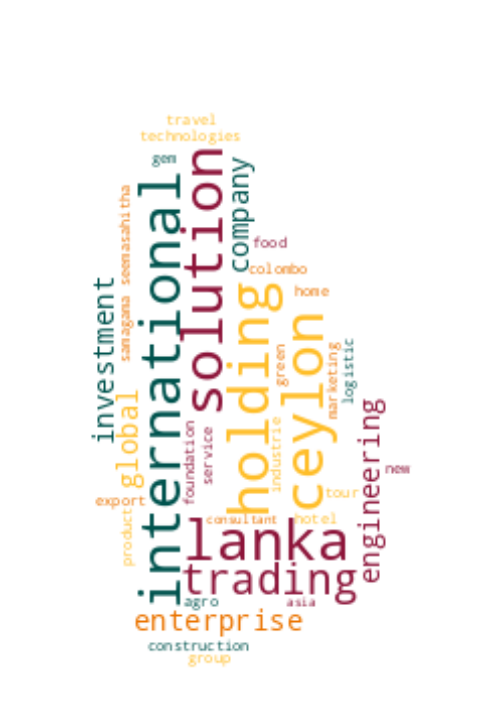 travel
technologies
gem
solution
company
international
seemasahitha
food
colombo
investment
holding
home
samagama
ceylon
green
marketing
logistic
global
engineering
industrie
foundation
service
new
tour
export
product
consultant
hotel
lanka
trading
agro
asia
enterprise
construction
group